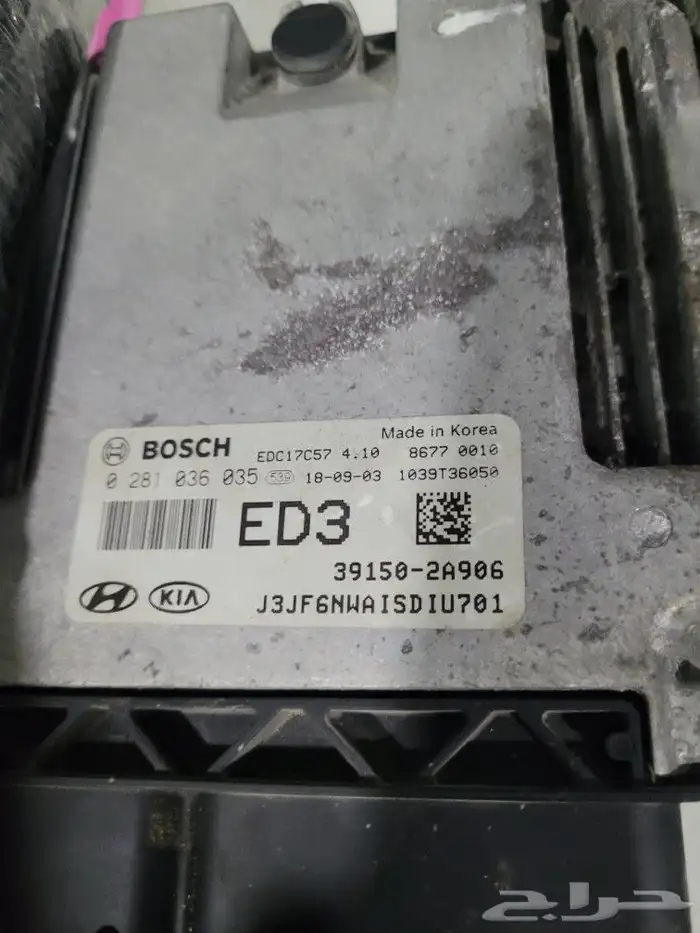 Made in Korea
BOSCH EDC17C57 4.10 8677 0010
0 281 036 035 539 18-09-03 1039T36050
ED3
39150-2A906
KIA J3JF6NWAISDIU701
حراج